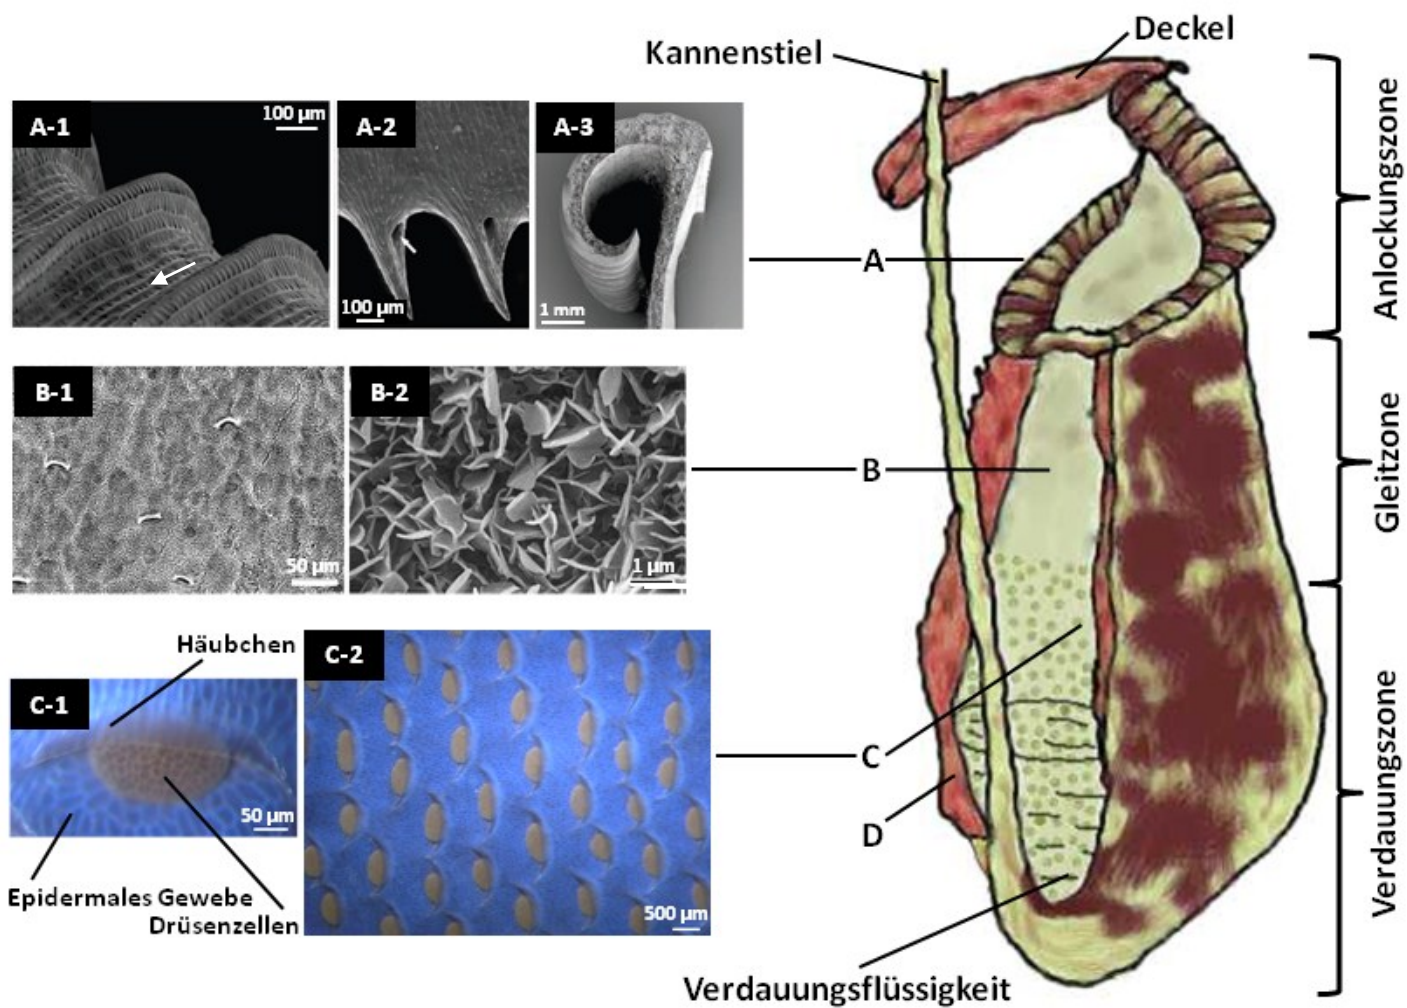 Deckel
Kannenstiel
A-1
100 µm
A-2
100 µm
A-3
1 mm
A
Anlockungszone
B-1
50 µm
B-2
1 µm
B
Gleitzone
Häubchen
C-1
50 µm
C-2
500 µm
Epidermales Gewebe
Drüsenzellen
C
D
Verdauungszone
Verdauungsflüssigkeit